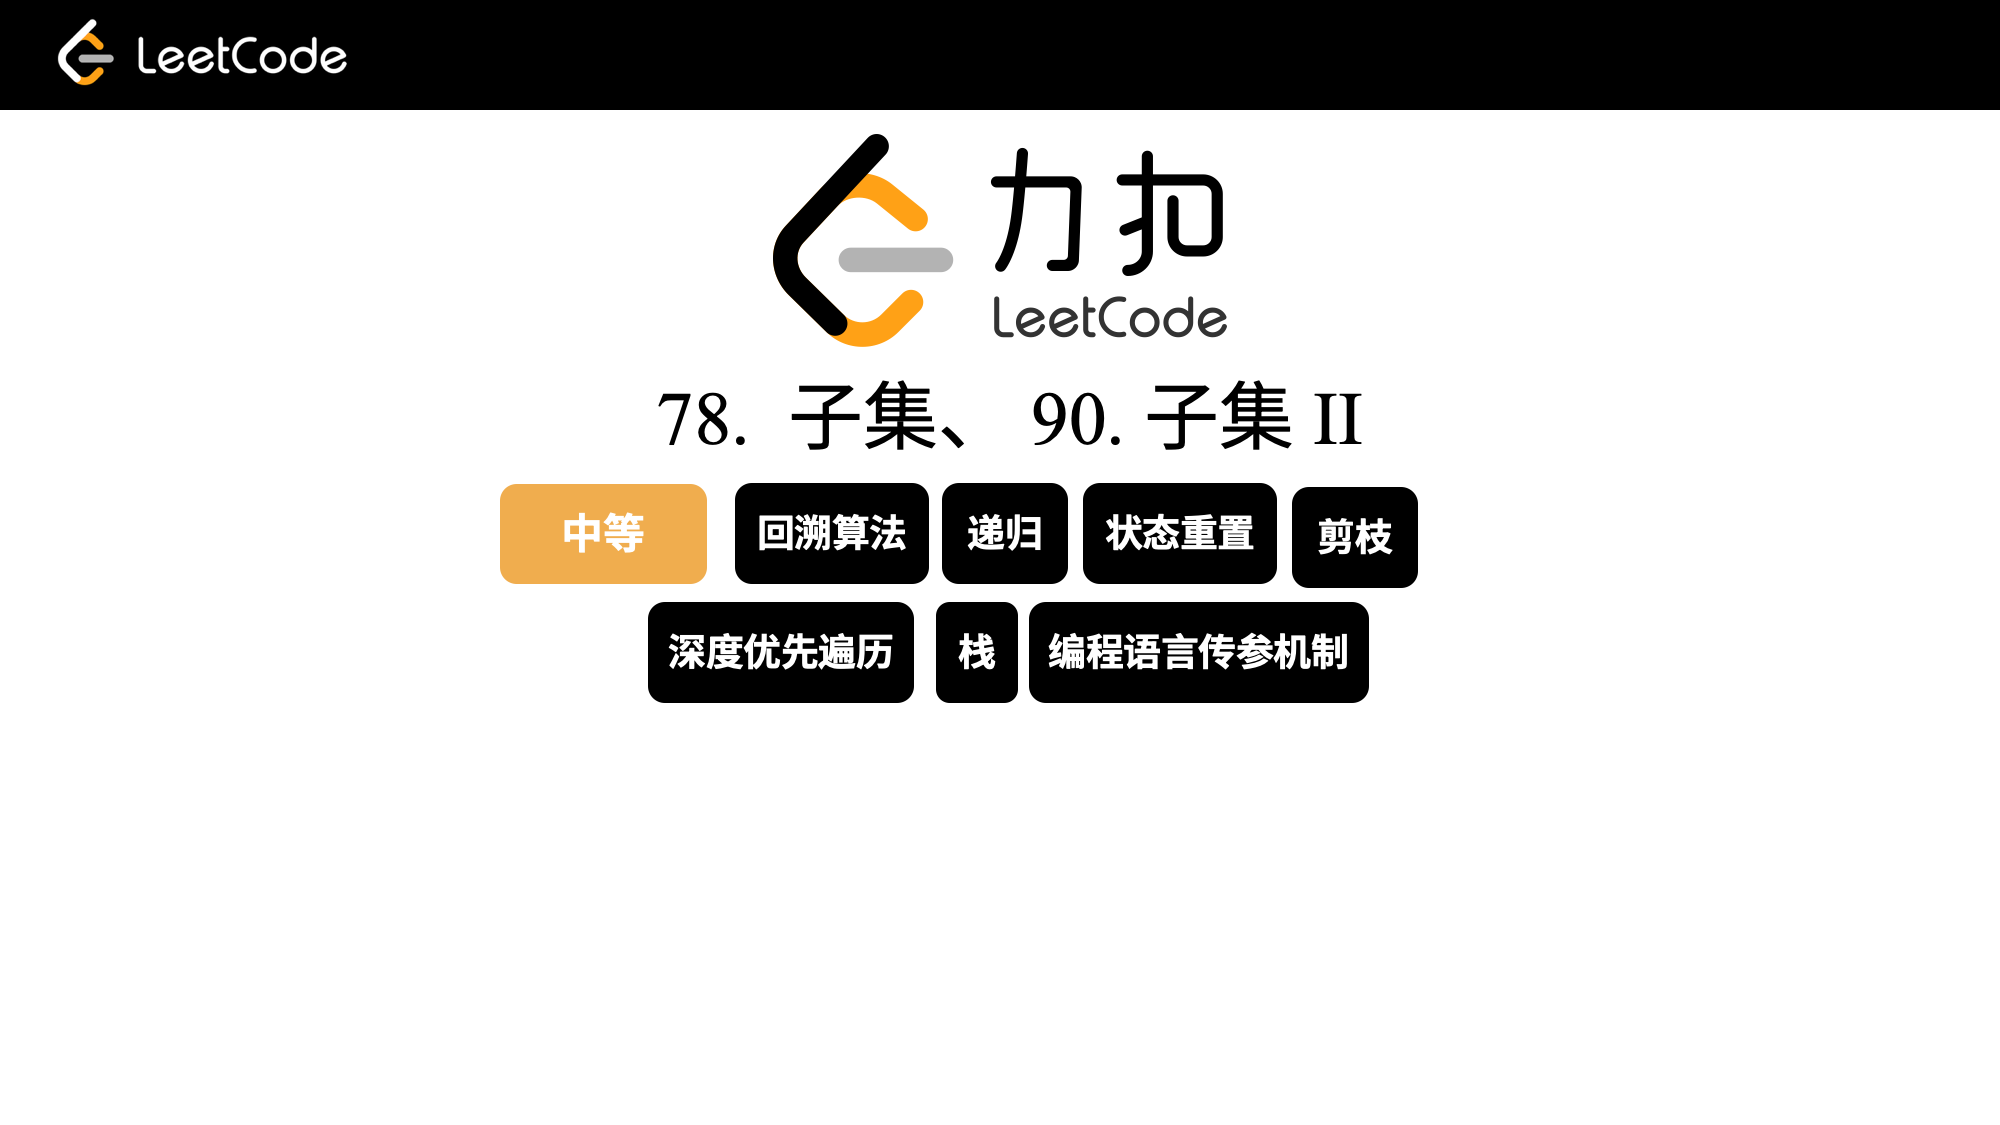 LeetCode
力扣
LeetCode
78. 子集、 90. 子集 II
中等 回溯算法 递归 状态重置 剪枝
深度优先遍历 栈 编程语言传参机制